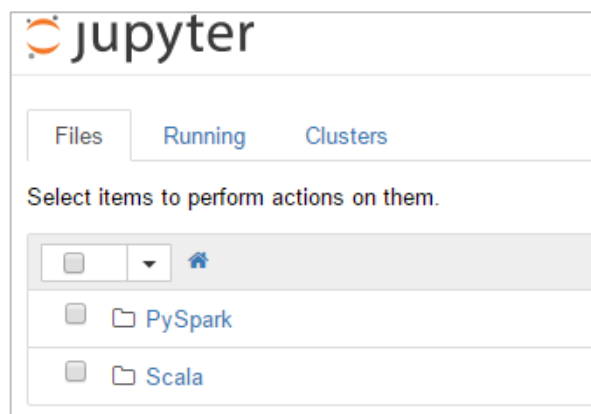 jupyter
Files Running Clusters
Select items to perform actions on them.
PySpark
Scala